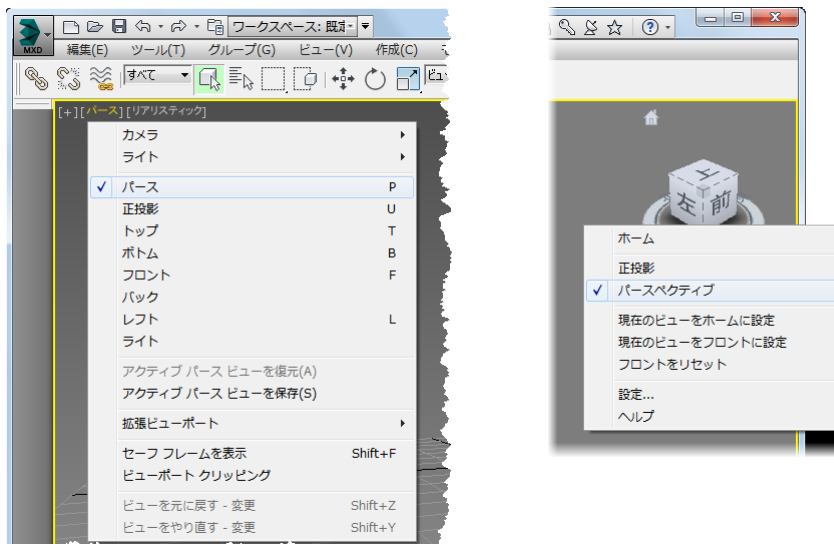 ワークスペース: 既定
MXD
編集(E) ツール(T) グループ(G) ビュー(V) 作成(C)
すべて
[+][パース][リアリスティック]
カメラ
ライト
パース P
正投影 U
トップ T
ボトム B
フロント F
バック
レフト L
ライト
アクティブ パース ビューを復元(A)
アクティブ パース ビューを保存(S)
拡張ビューポート
セーフ フレームを表示 Shift+F
ビューポート クリッピング
ビューを元に戻す - 変更 Shift+Z
ビューをやり直す - 変更 Shift+Y
上
左 前
ホーム
正投影
パースペクティブ
現在のビューをホームに設定
現在のビューをフロントに設定
フロントをリセット
設定...
ヘルプ